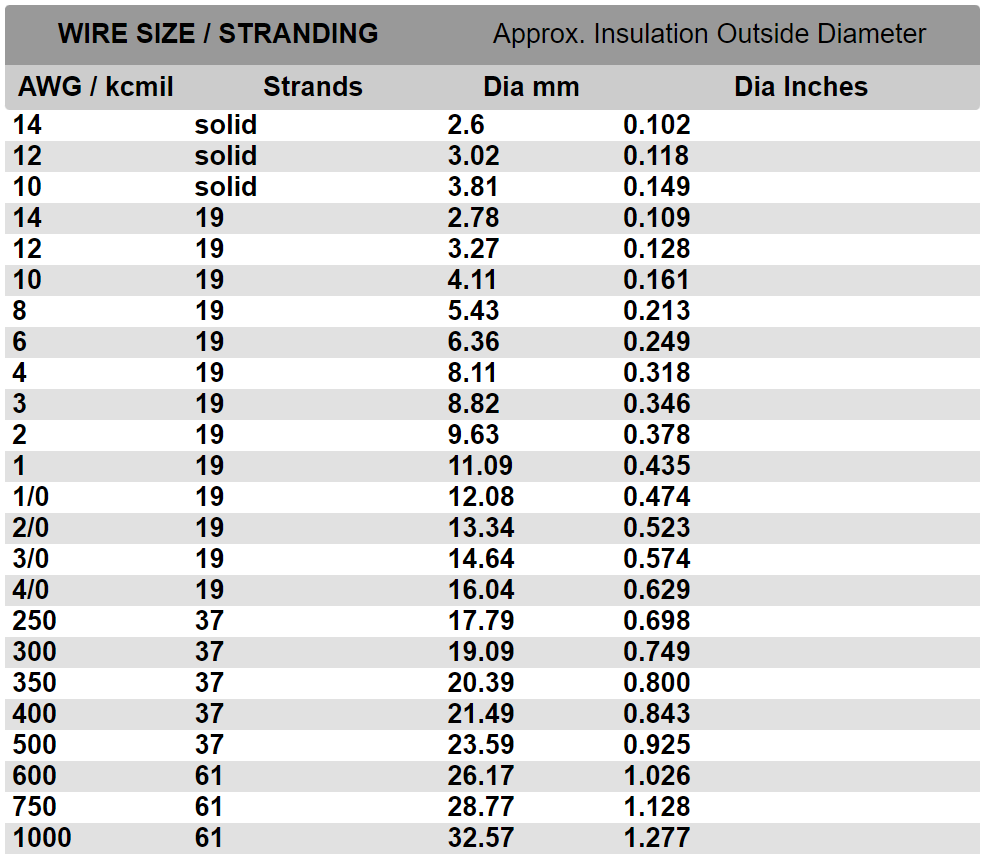 WIRE SIZE / STRANDING Approx. Insulation Outside Diameter
AWG / kcmil Strands Dia mm Dia Inches
14 solid 2.6 0.102
12 solid 3.02 0.118
10 solid 3.81 0.149
14 19 2.78 0.109
12 19 3.27 0.128
10 19 4.11 0.161
8 19 5.43 0.213
6 19 6.36 0.249
4 19 8.11 0.318
3 19 8.82 0.346
2 19 9.63 0.378
1 19 11.09 0.435
1/0 19 12.08 0.474
2/0 19 13.34 0.523
3/0 19 14.64 0.574
4/0 19 16.04 0.629
250 37 17.79 0.698
300 37 19.09 0.749
350 37 20.39 0.800
400 37 21.49 0.843
500 37 23.59 0.925
600 61 26.17 1.026
750 61 28.77 1.128
1000 61 32.57 1.277